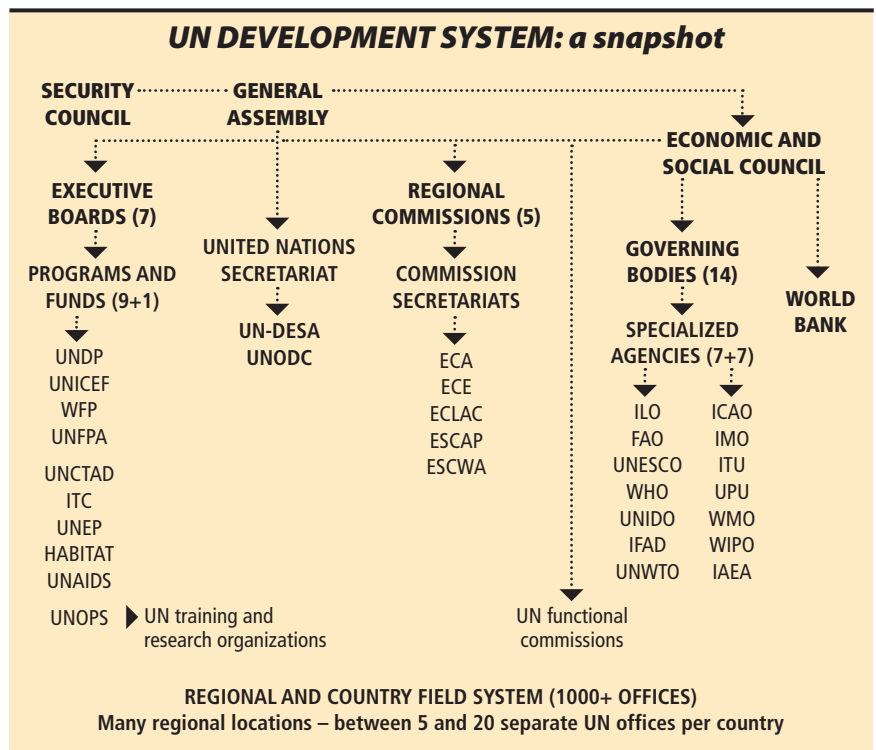 UN DEVELOPMENT SYSTEM: a snapshot
SECURITY
COUNCIL
GENERAL
ASSEMBLY
ECONOMIC AND
SOCIAL COUNCIL
EXECUTIVE
BOARDS (7)
PROGRAMS AND
FUNDS (9+1)
UNDP
UNICEF
WFP
UNFPA
UNCTAD
ITC
UNEP
HABITAT
UNAIDS
UNOPS
UN training and
research organizations
UNITED NATIONS
SECRETARIAT
UN-DESA
UNODC
REGIONAL
COMMISSIONS (5)
COMMISSION
SECRETARIATS
ECA
ECE
ECLAC
ESCAP
ESCWA
UN functional
commissions
GOVERNING
BODIES (14)
SPECIALIZED
AGENCIES (7+7)
ILO
FAO
UNESCO
WHO
UNIDO
IFAD
UNWTO
ICAO
IMO
ITU
UPU
WMO
WIPO
IAEA
WORLD
BANK
REGIONAL AND COUNTRY FIELD SYSTEM (1000+ OFFICES)
Many regional locations – between 5 and 20 separate UN offices per country